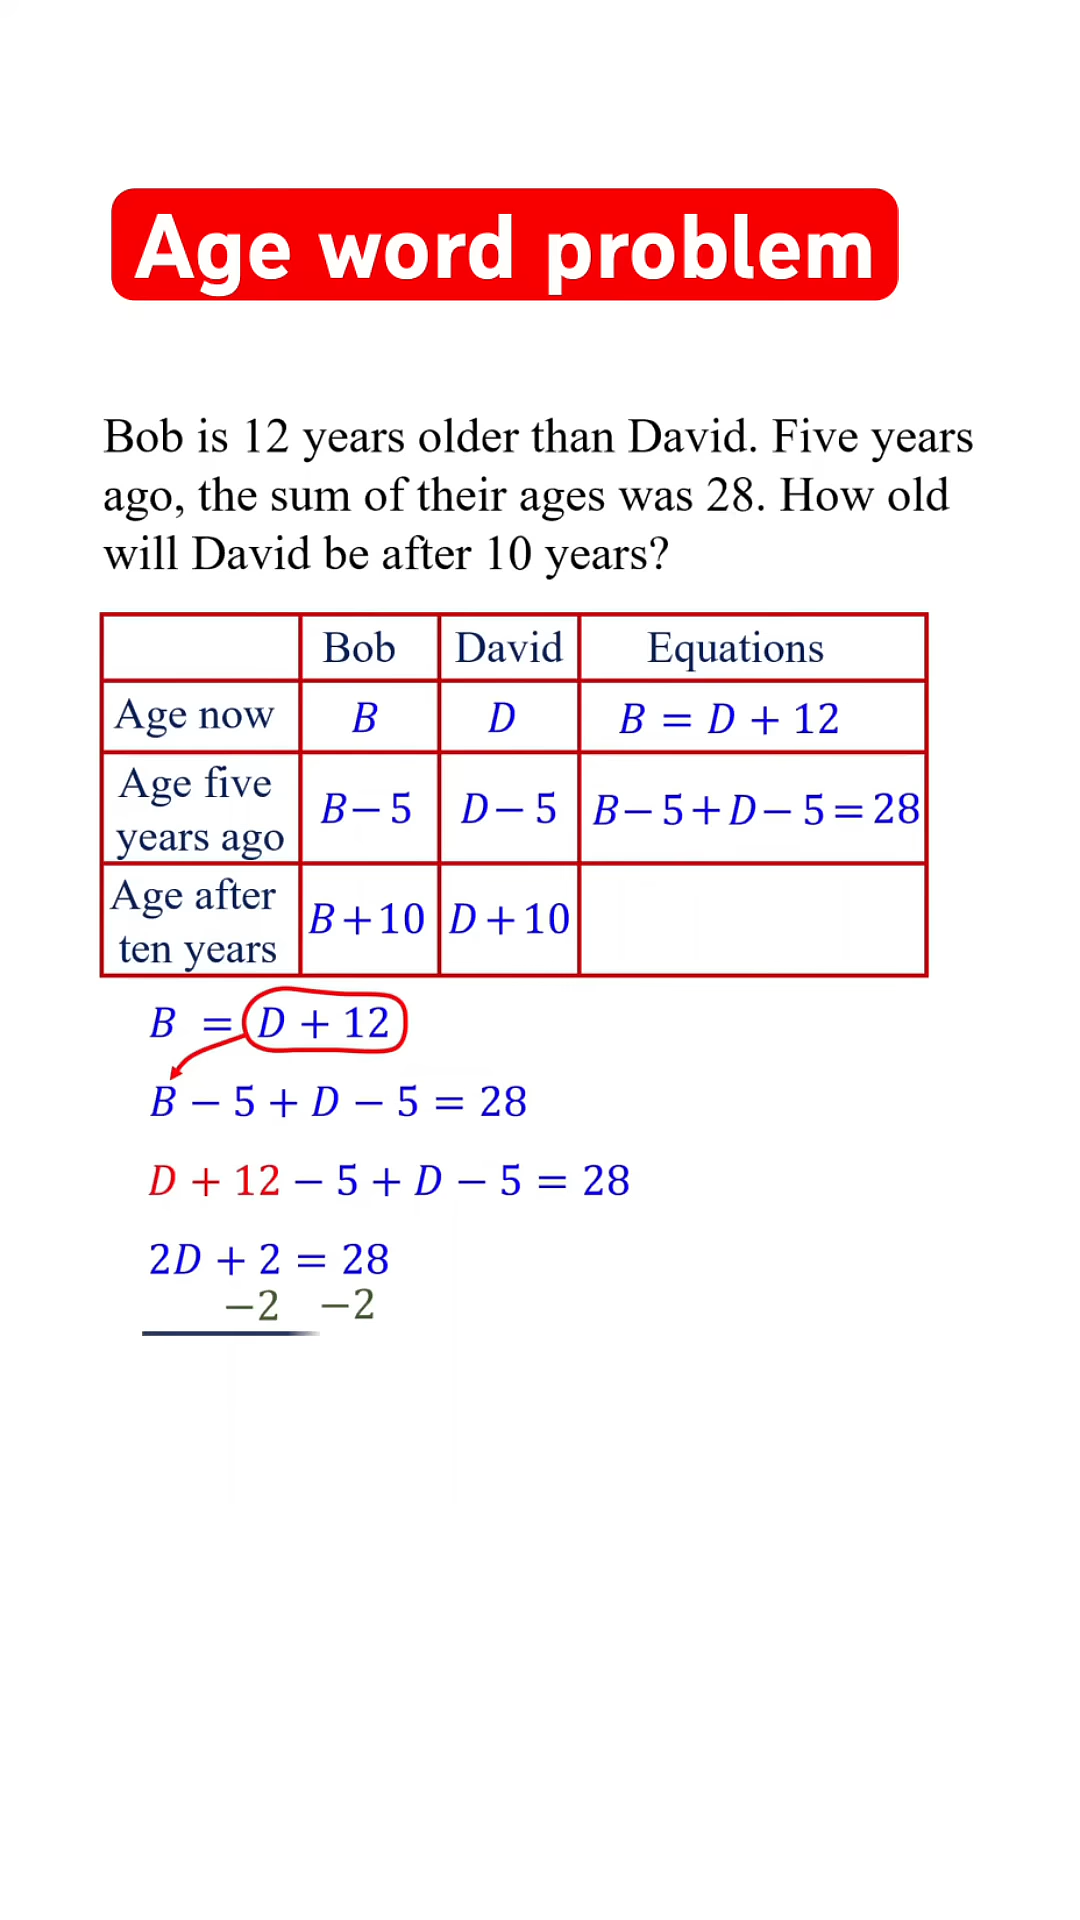 Age word problem
Bob is 12 years older than David. Five years
ago, the sum of their ages was 28. How old
will David be after 10 years?
Bob David Equations
Age now B D B = D + 12
Age five
years ago B − 5 D − 5 B − 5 + D − 5 = 28
Age after
ten years B + 10 D + 10
B = D + 12
B − 5 + D − 5 = 28
D + 12 − 5 + D − 5 = 28
2D + 2 = 28
−2 −2